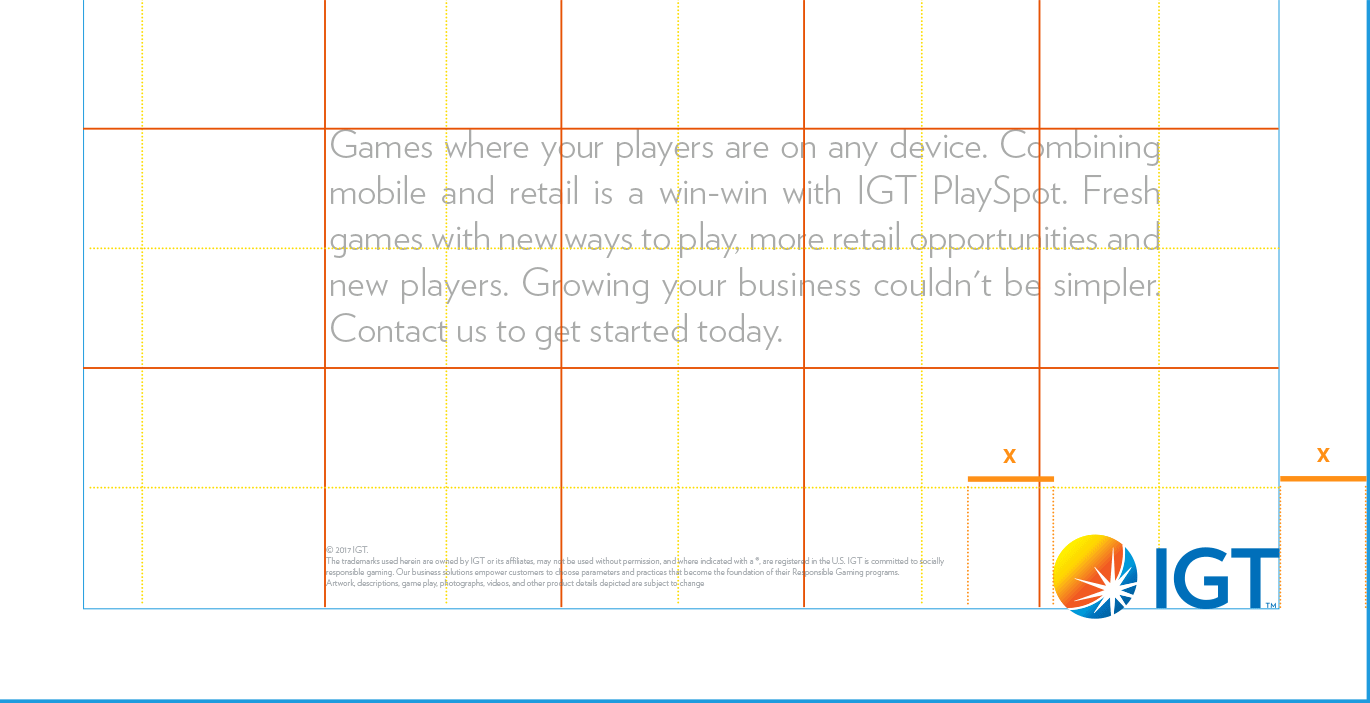 Games where your players are on any device. Combining
mobile and retail is a win-win with IGT PlaySpot. Fresh
games with new ways to play, more retail opportunities and
new players. Growing your business couldn't be simpler.
Contact us to get started today.
X
X
© 2017 IGT.
The trademarks used herein are owned by IGT or its affiliates, may not be used without permission, and where indicated with a ®, are registered in the U.S. IGT is committed to socially
responsible gaming. Our business solutions empower customers to choose parameters and practices that become the foundation of their Responsible Gaming programs.
Artwork, descriptions, game play, photographs, videos, and other product details depicted are subject to change
IGT™